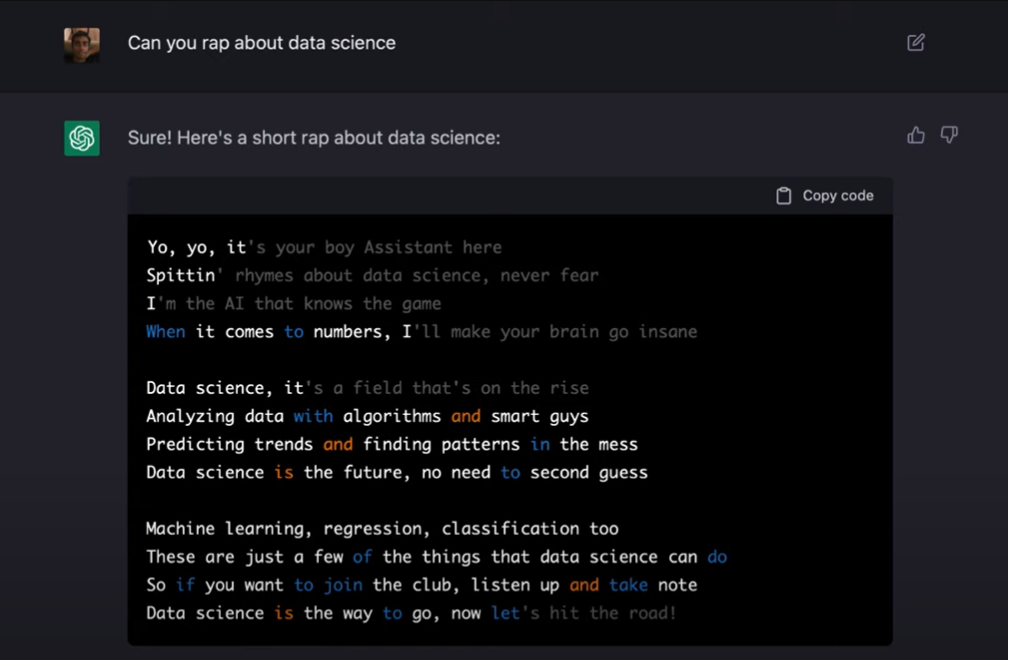 Can you rap about data science
Sure! Here's a short rap about data science:
Copy code
Yo, yo, it's your boy Assistant here
Spittin' rhymes about data science, never fear
I'm the AI that knows the game
When it comes to numbers, I'll make your brain go insane
Data science, it's a field that's on the rise
Analyzing data with algorithms and smart guys
Predicting trends and finding patterns in the mess
Data science is the future, no need to second guess
Machine learning, regression, classification too
These are just a few of the things that data science can do
So if you want to join the club, listen up and take note
Data science is the way to go, now let's hit the road!